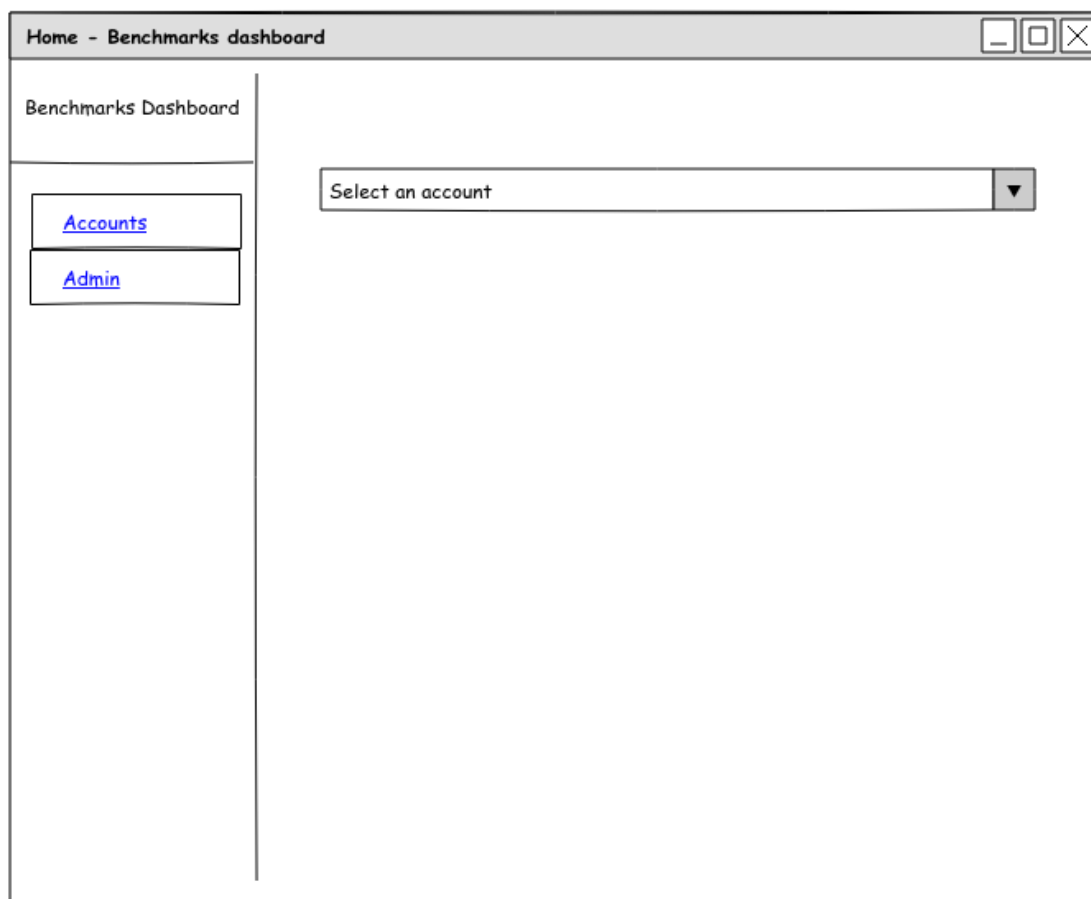 Home - Benchmarks dashboard
Benchmarks Dashboard
Select an account
Accounts
Admin